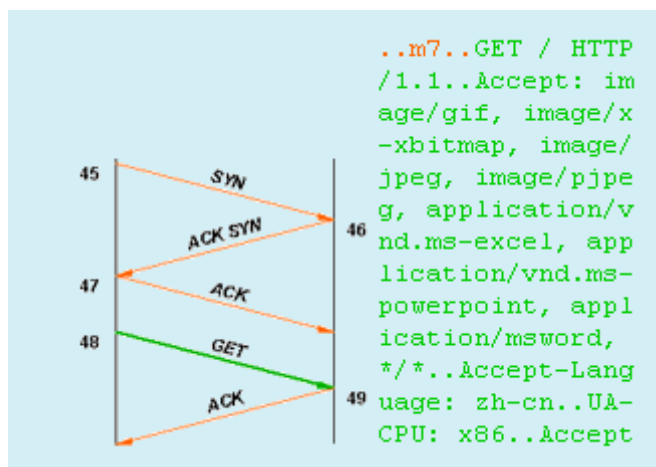 ..m7..GET / HTTP
/1.1..Accept: im
age/gif, image/x
-xbitmap, image/
jpeg, image/pjpe
g, application/v
nd.ms-excel, app
lication/vnd.ms-
powerpoint, appl
ication/msword,
*/*..Accept-Lang
uage: zh-cn..UA-
CPU: x86..Accept
45
SYN
46
ACK SYN
47
ACK
48
GET
49
ACK